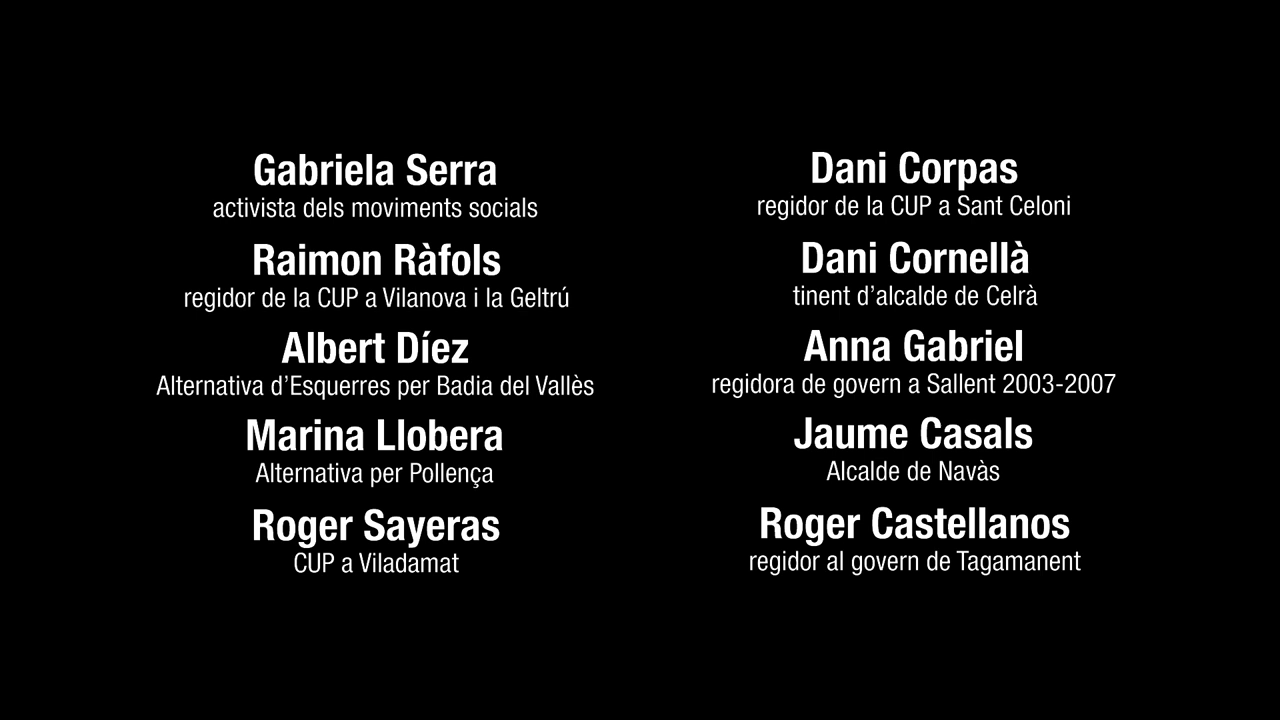 Gabriela Serra
activista dels moviments socials
Raimon Ràfols
regidor de la CUP a Vilanova i la Geltrú
Albert Díez
Alternativa d’Esquerres per Badia del Vallès
Marina Llobera
Alternativa per Pollença
Roger Sayeras
CUP a Viladamat
Dani Corpas
regidor de la CUP a Sant Celoni
Dani Cornellà
tinent d’alcalde de Celrà
Anna Gabriel
regidora de govern a Sallent 2003-2007
Jaume Casals
Alcalde de Navàs
Roger Castellanos
regidor al govern de Tagamanent